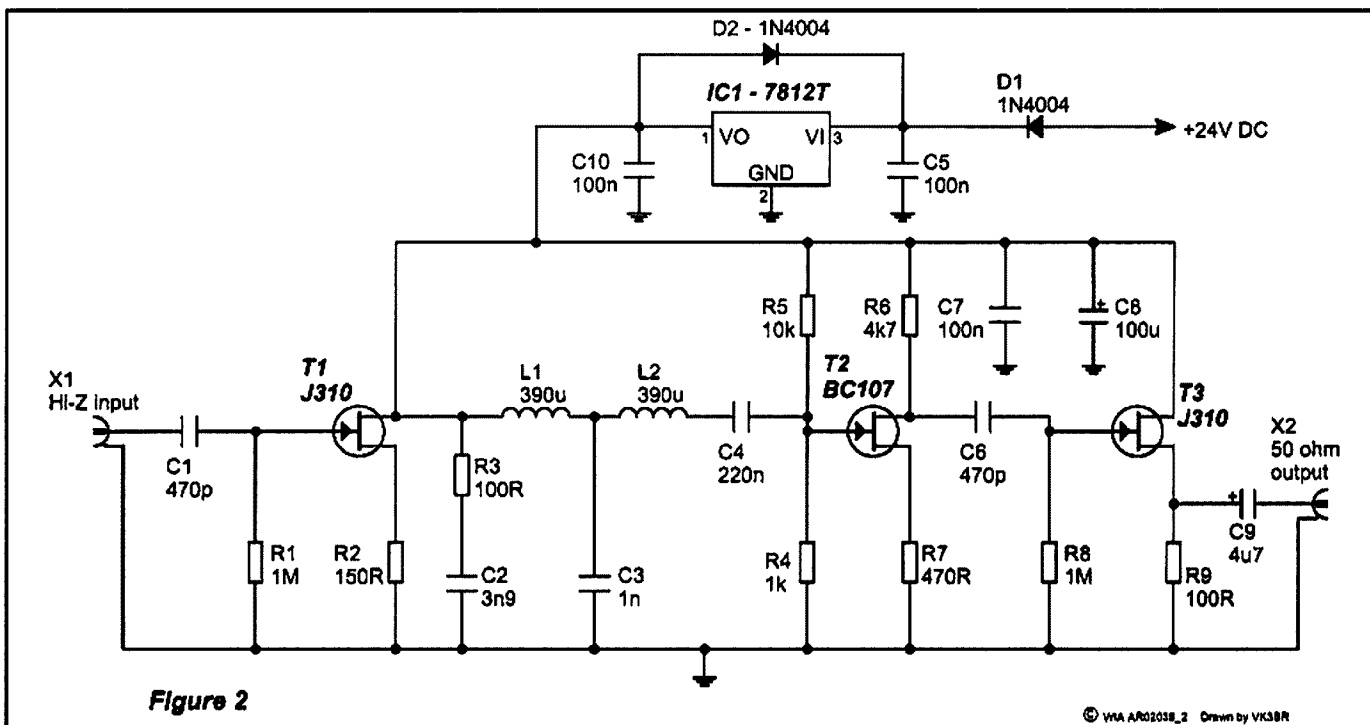 D2 - 1N4004
IC1 - 7812T
D1
1N4004
1 VO VI 3
GND
2
+24V DC
C10
100n
C5
100n
R5
10k
R6
4k7
C7
100n
C8
100u
X1
Hi-Z input
T1
J310
L1
390u
L2
390u
T2
BC107
T3
J310
X2
50 ohm
output
C1
470p
R3
100R
C4
220n
C6
470p
C9
4u7
R1
1M
R2
150R
C2
3n9
C3
1n
R4
1k
R7
470R
R8
1M
R9
100R
Figure 2
© WIA AR02038_2 Drawn by VK3BR